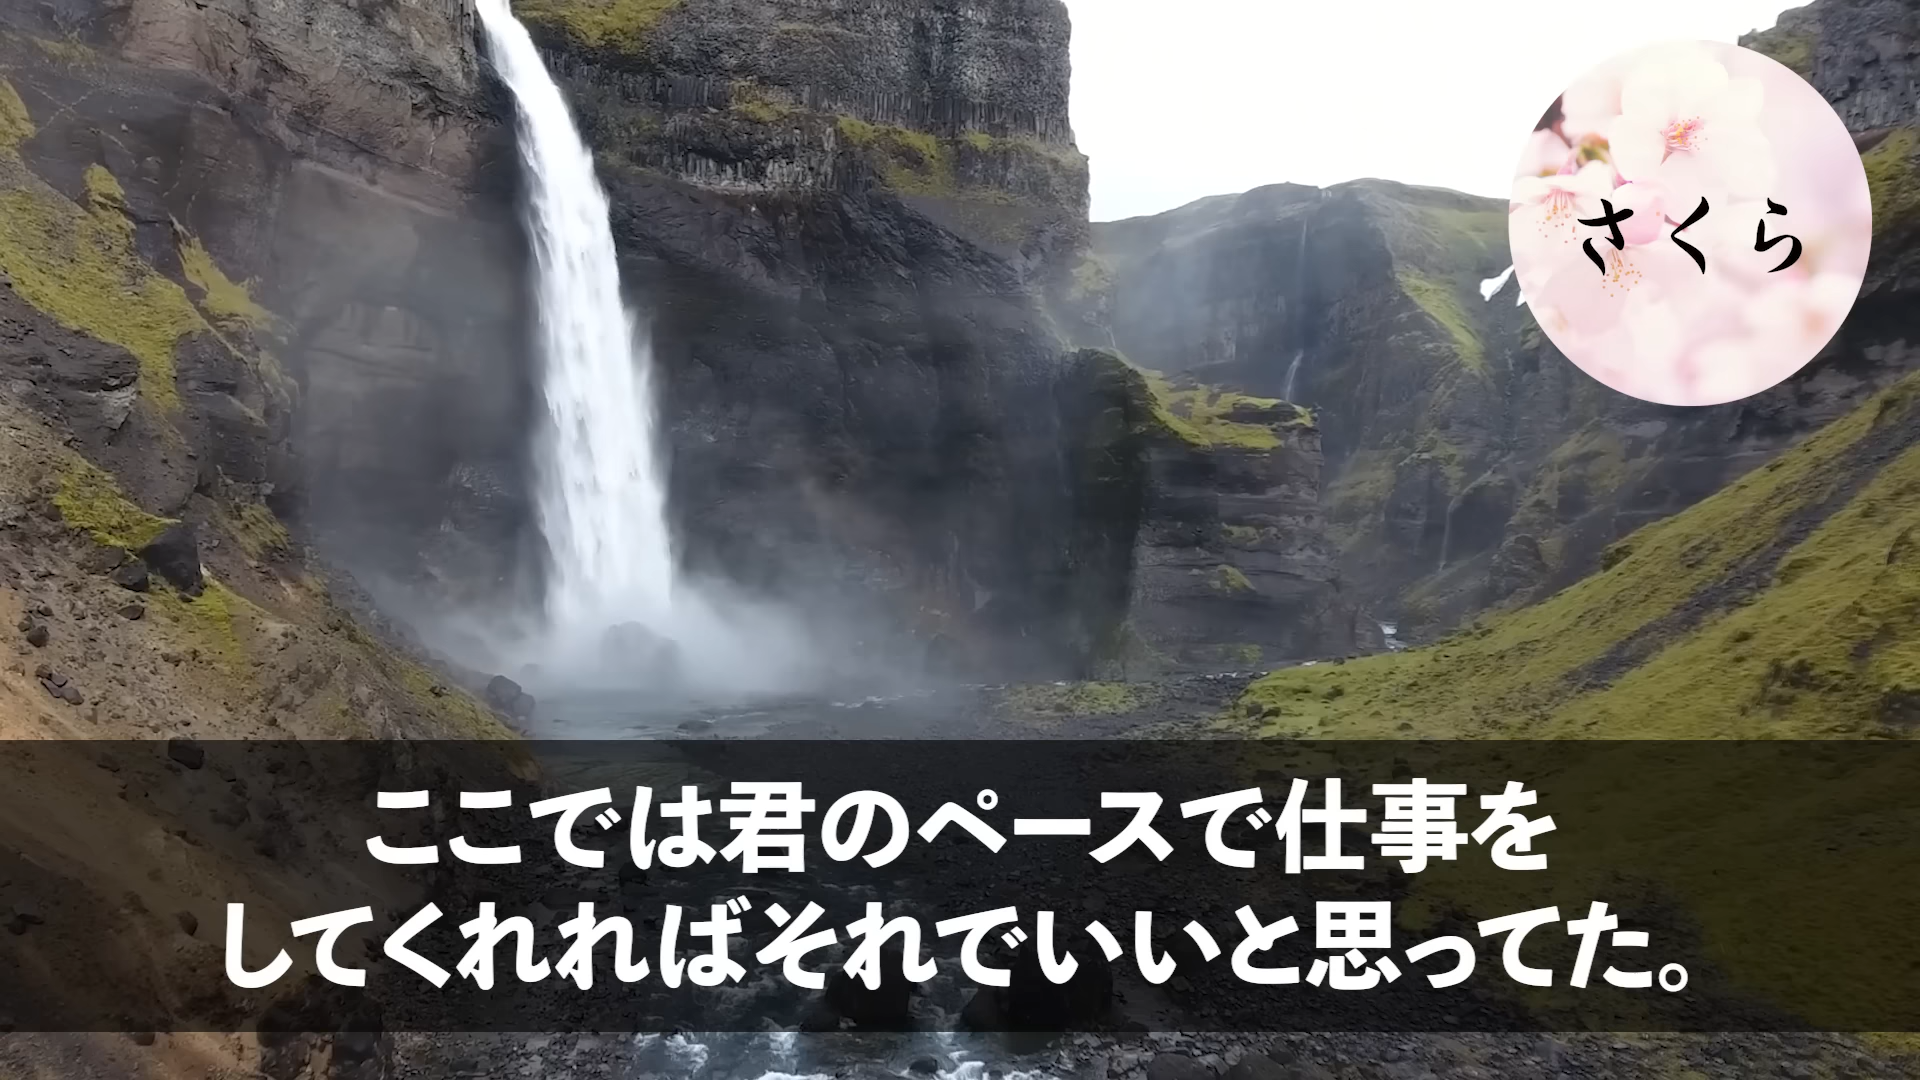 さくら
ここでは君のペースで仕事を
してくれればそれでいいと思ってた。